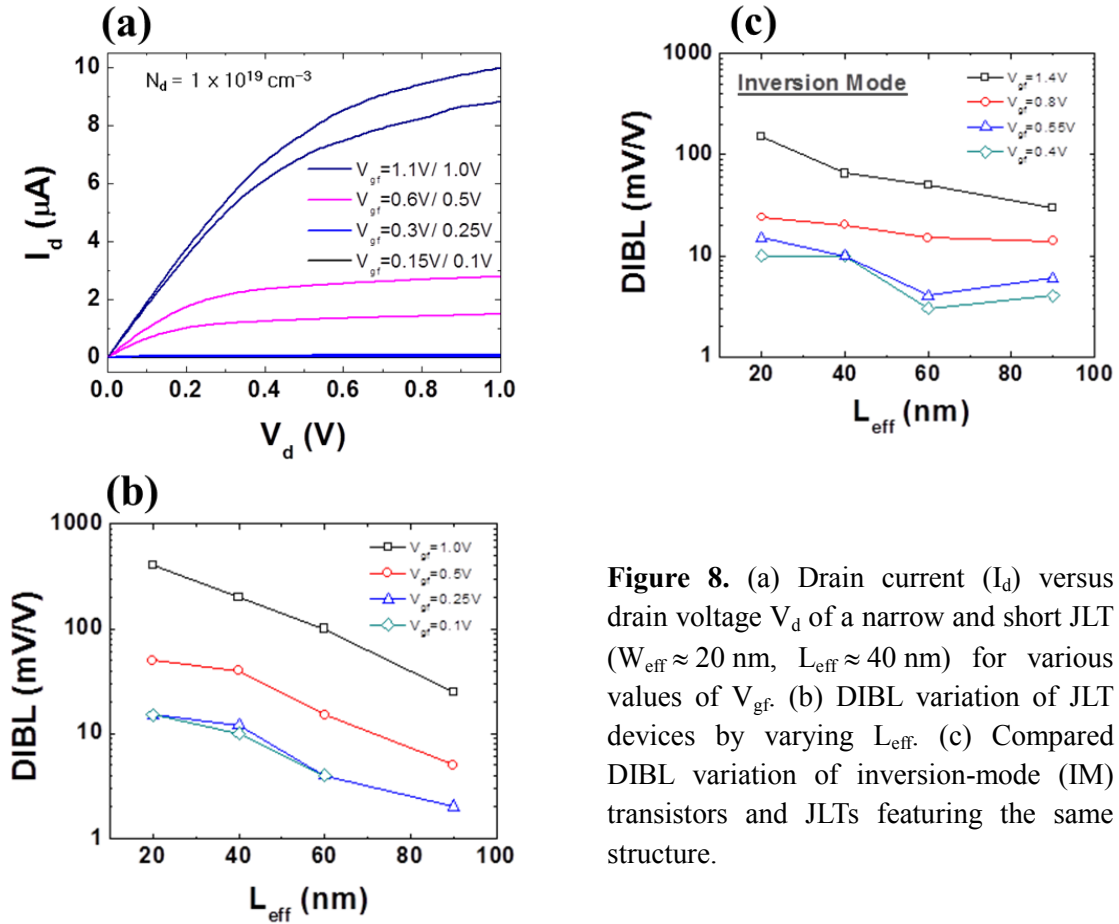 (a)
N_d = 1 × 10^19 cm^−3
V_gf=1.1V/ 1.0V
V_gf=0.6V/ 0.5V
V_gf=0.3V/ 0.25V
V_gf=0.15V/ 0.1V
10
8
6
4
2
0
I_d (μA)
0.0 0.2 0.4 0.6 0.8 1.0
V_d (V)
(c)
Inversion Mode
V_gf=1.4V
V_gf=0.8V
V_gf=0.55V
V_gf=0.4V
1000
100
10
1
DIBL (mV/V)
20 40 60 80 100
L_eff (nm)
(b)
V_gf=1.0V
V_gf=0.5V
V_gf=0.25V
V_gf=0.1V
1000
100
10
1
DIBL (mV/V)
20 40 60 80 100
L_eff (nm)
Figure 8. (a) Drain current (I_d) versus
drain voltage V_d of a narrow and short JLT
(W_eff ≈ 20 nm, L_eff ≈ 40 nm) for various
values of V_gf. (b) DIBL variation of JLT
devices by varying L_eff. (c) Compared
DIBL variation of inversion-mode (IM)
transistors and JLTs featuring the same
structure.